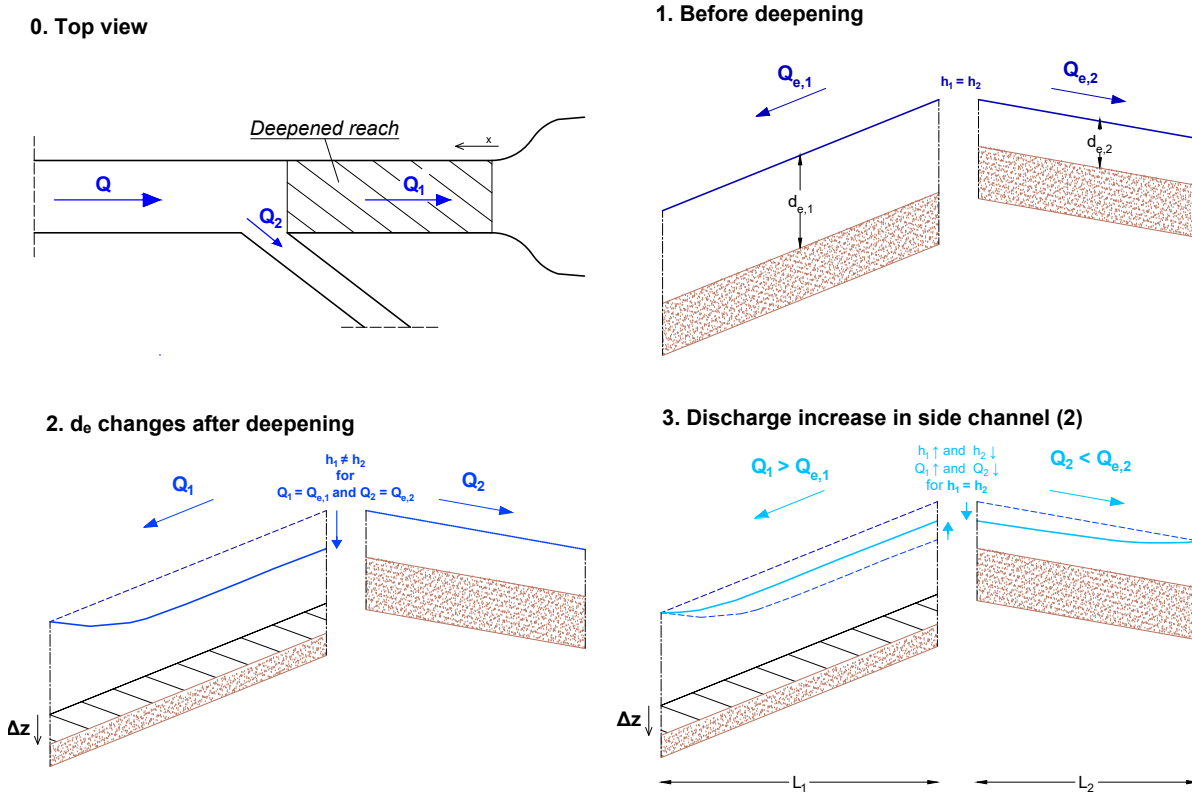 0. Top view
Deepened reach
x
Q
Q₁
Q₂
1. Before deepening
Qₑ,₁
h₁ = h₂
Qₑ,₂
dₑ,₁
dₑ,₂
2. dₑ changes after deepening
Q₁
h₁ ≠ h₂
for
Q₁ = Qₑ,₁ and Q₂ = Qₑ,₂
Q₂
Δz
3. Discharge increase in side channel (2)
Q₁ > Qₑ,₁
h₁ ↑ and h₂ ↓
Q₁ ↑ and Q₂ ↓
for h₁ = h₂
Q₂ < Qₑ,₂
Δz
L₁
L₂